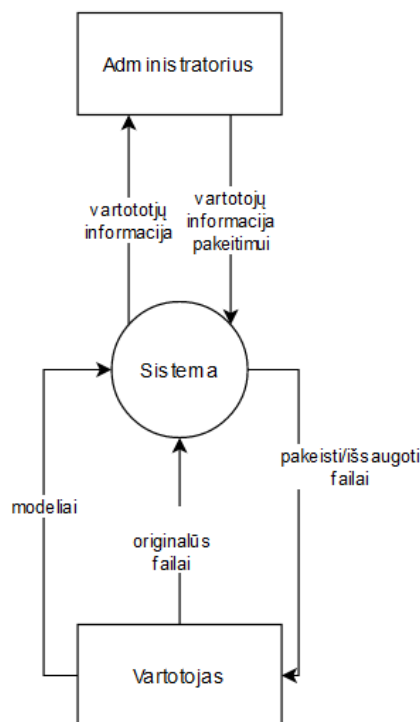 Administratorius
vartototjų
informacija
vartotojų
informacija
pakeitimui
Sistema
pakeisti/išsaugoti
failai
modeliai
originalūs
failai
Vartotojas